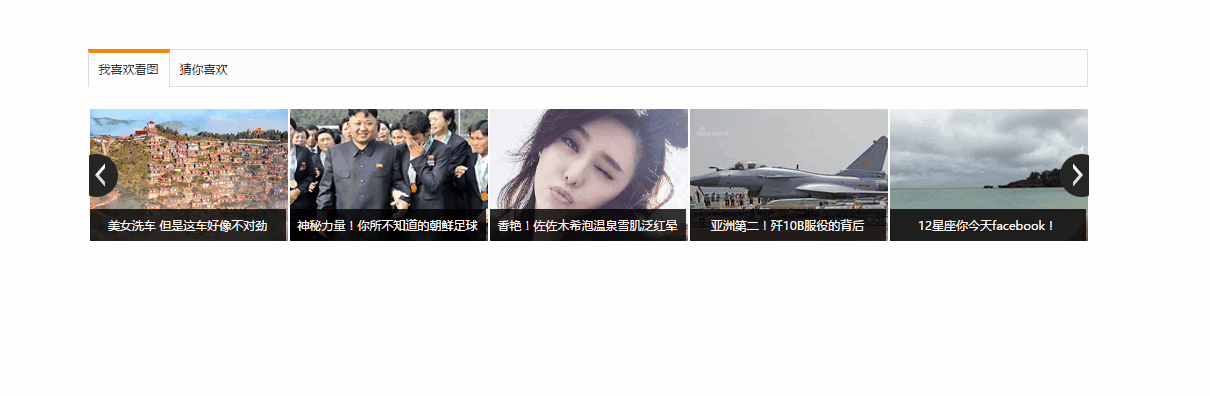 我喜欢看图
猜你喜欢
美女洗车 但是这车好像不对劲
神秘力量！你所不知道的朝鲜足球
香艳！佐佐木希泡温泉雪肌泛红晕
亚洲第二！歼10B服役的背后
12星座你今天facebook！